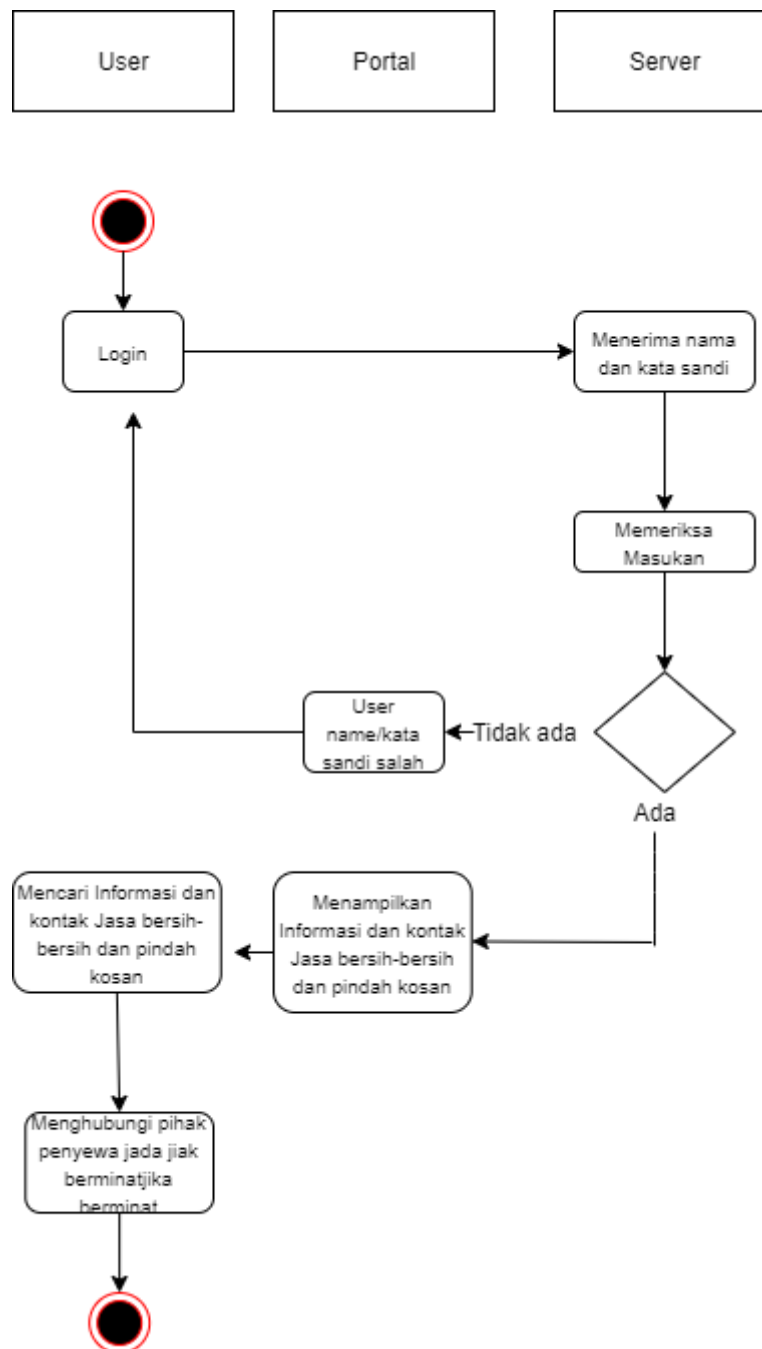 User
Portal
Server
Login
Menerima nama
dan kata sandi
Memeriksa
Masukan
User
name/kata
sandi salah
Tidak ada
Ada
Mencari Informasi dan
kontak Jasa bersih-
bersih dan pindah
kosan
Menampilkan
Informasi dan kontak
Jasa bersih-bersih
dan pindah kosan
Menghubungi pihak
penyewa jada jiak
berminatjika
berminat